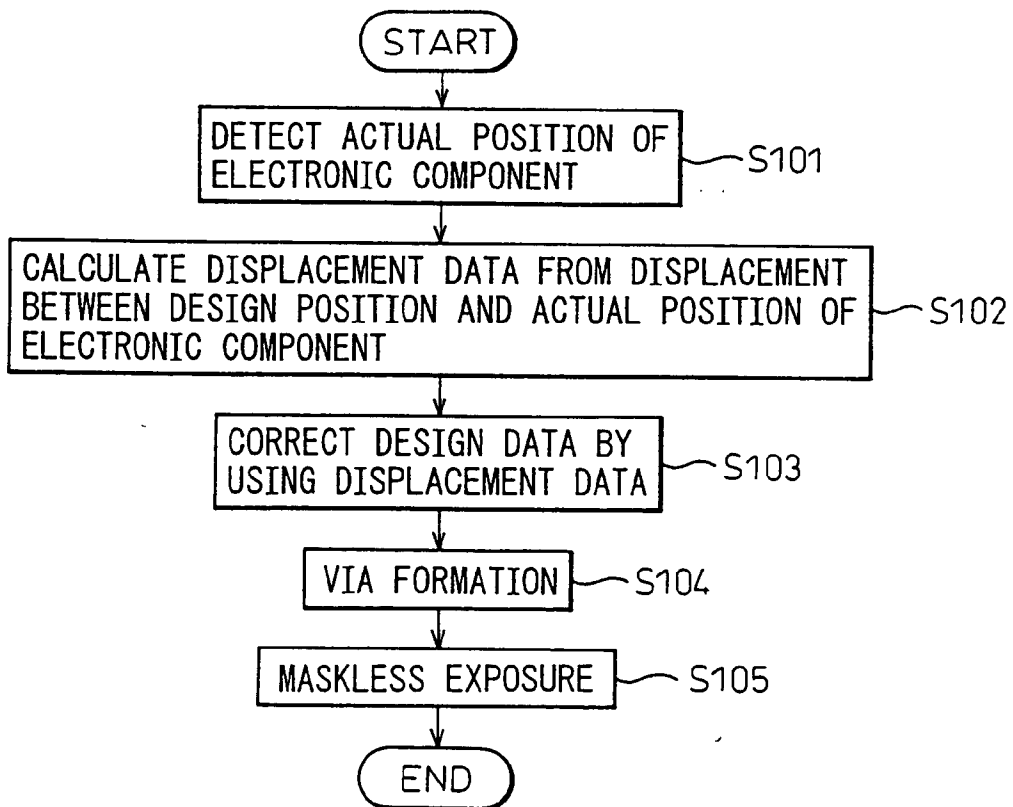 START
DETECT ACTUAL POSITION OF
ELECTRONIC COMPONENT
S101
CALCULATE DISPLACEMENT DATA FROM DISPLACEMENT
BETWEEN DESIGN POSITION AND ACTUAL POSITION OF
ELECTRONIC COMPONENT
S102
CORRECT DESIGN DATA BY
USING DISPLACEMENT DATA
S103
VIA FORMATION
S104
MASKLESS EXPOSURE
S105
END